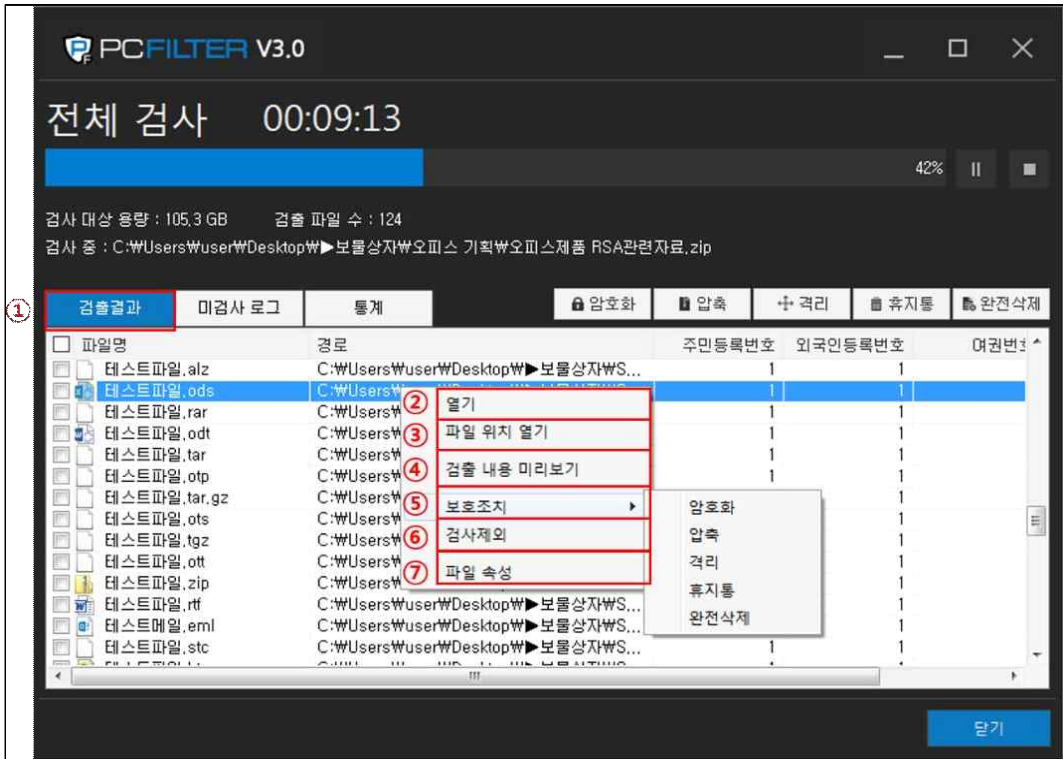 PCFILTER V3.0
전체 검사 00:09:13
42%
검사 대상 용량 : 105.3 GB 검출 파일 수 : 124
검사 중 : C:₩Users₩user₩Desktop₩▶보물상자₩오피스 기획₩오피스제품 RSA관련자료.zip
① 검출결과 미검사 로그 통계 암호화 압축 격리 휴지통 완전삭제
파일명 경로 주민등록번호 외국인등록번호 여권번호
테스트파일.alz C:₩Users₩user₩Desktop₩▶보물상자₩S... 1 1
테스트파일.ods C:₩Users₩ 1 1
② 열기
테스트파일.rar C:₩Users₩ 1 1
③ 파일 위치 열기
테스트파일.odt C:₩Users₩ 1 1
테스트파일.tar C:₩Users₩ 1 1
④ 검출 내용 미리보기
테스트파일.otp C:₩Users₩ 1 1
테스트파일.tar.gz C:₩Users₩ 1
⑤ 보호조치 암호화
테스트파일.ots C:₩Users₩ 1
⑥ 검사제외 압축
테스트파일.tgz C:₩Users₩ 1
테스트파일.ott C:₩Users₩ 1
⑦ 파일 속성 격리
테스트파일.zip C:₩Users₩ 1
휴지통
테스트파일.rtf C:₩Users₩user₩Desktop₩▶보물상자₩S... 1
완전삭제
테스트메일.eml C:₩Users₩user₩Desktop₩▶보물상자₩S... 1
테스트파일.stc C:₩Users₩user₩Desktop₩▶보물상자₩S... 1 1
닫기